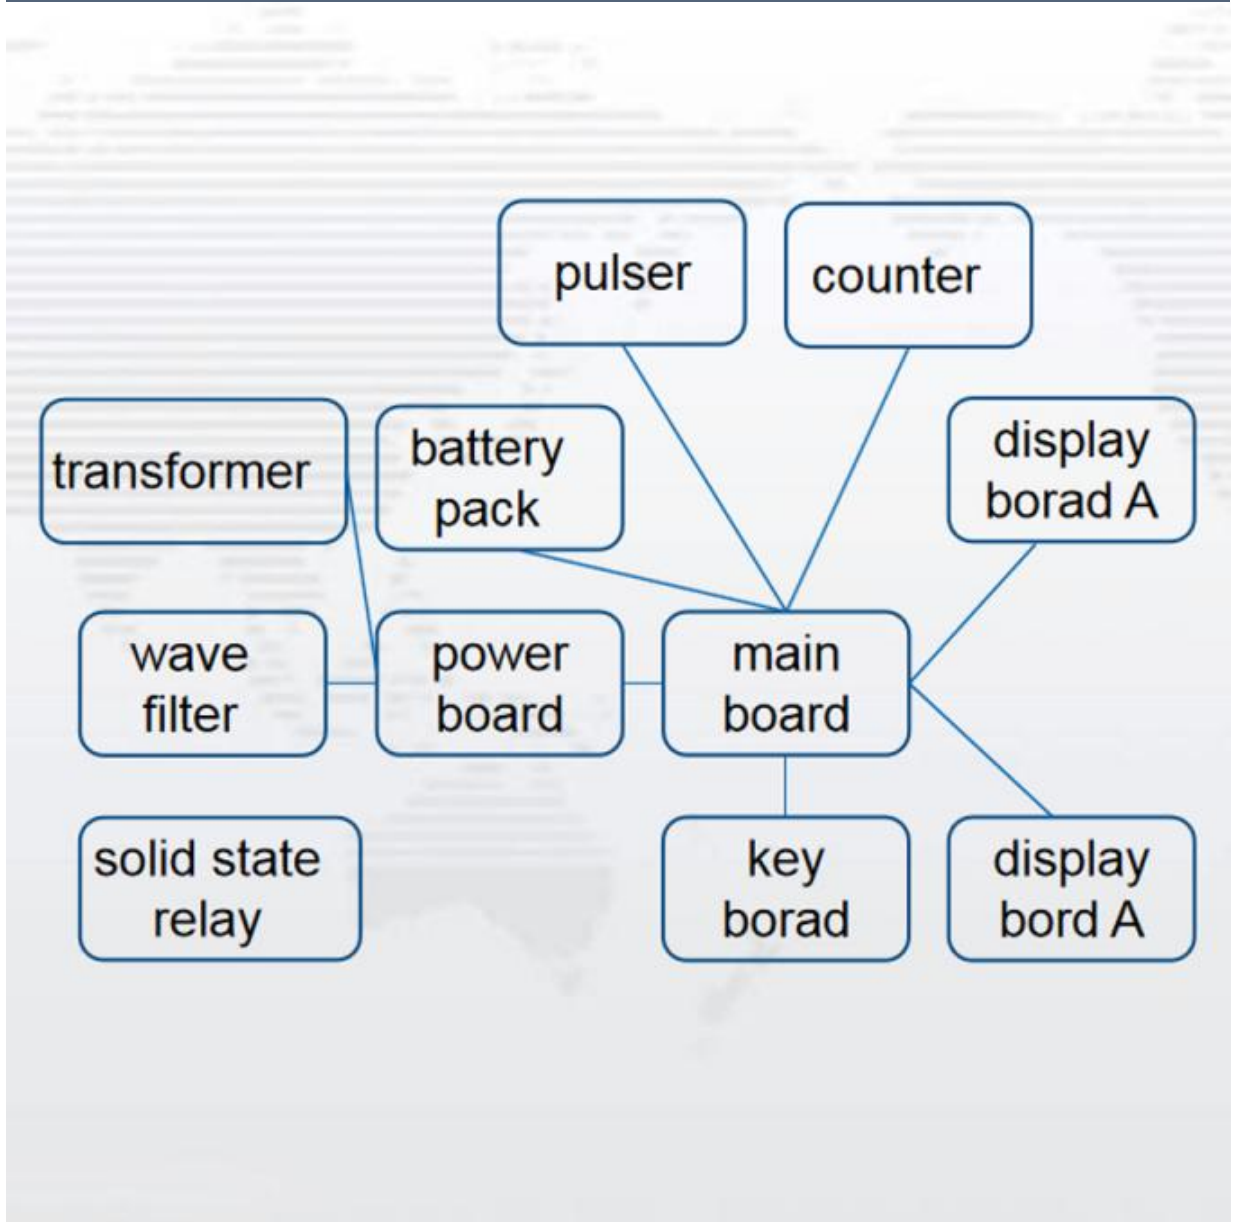 pulser
counter
transformer
battery
pack
display
borad A
wave
filter
power
board
main
board
solid state
relay
key
borad
display
bord A